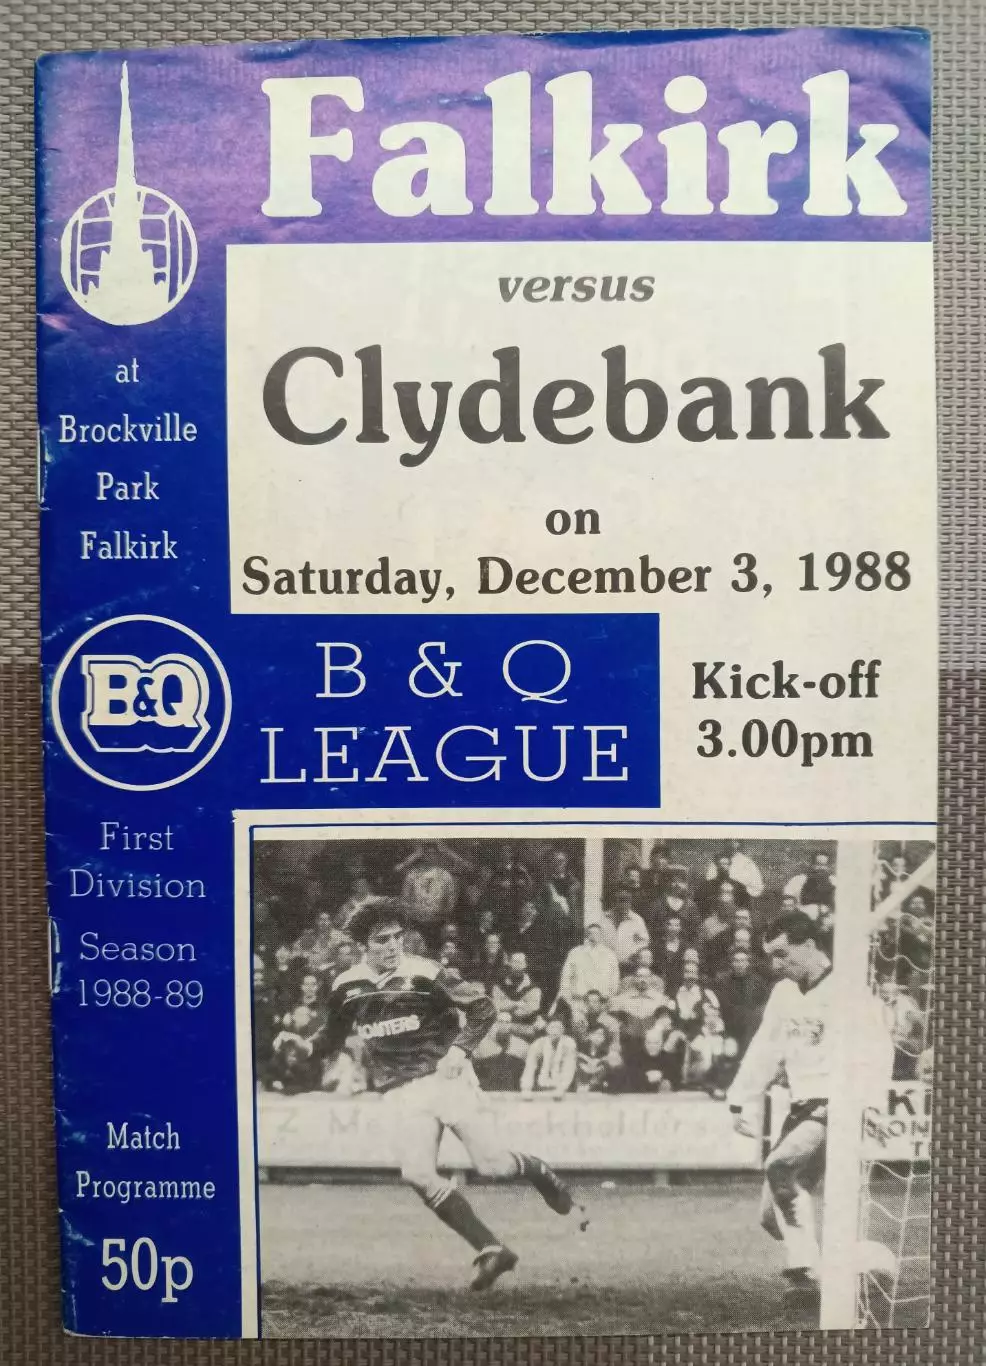 Falkirk
versus
Clydebank
on
Saturday, December 3, 1988
at
Brockville
Park
Falkirk
B&Q
B & Q
LEAGUE
Kick-off
3.00pm
First
Division
Season
1988-89
Match
Programme
50p